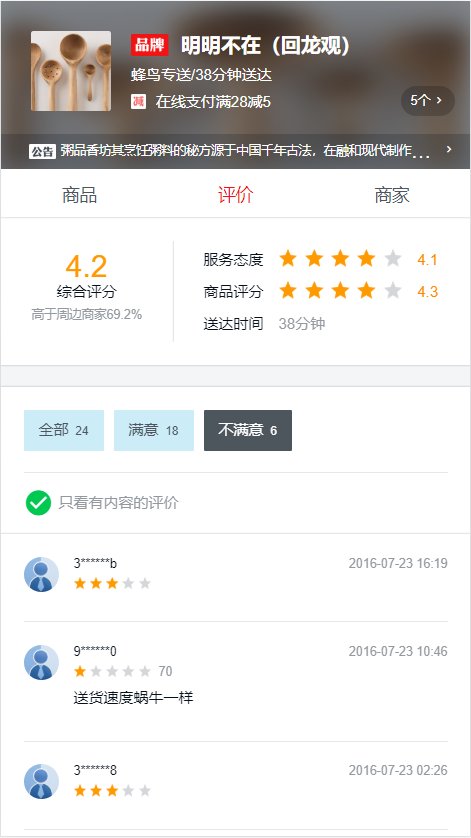 品牌 明明不在（回龙观）
蜂鸟专送/38分钟送达
减 在线支付满28减5
5个
公告 粥品香坊其烹饪粥料的秘方源于中国千年古法，在融和现代制作...
商品 评价 商家
4.2
综合评分
高于周边商家69.2%
服务态度 4.1
商品评分 4.3
送达时间 38分钟
全部 24 满意 18 不满意 6
只看有内容的评价
3******b 2016-07-23 16:19
9******0 2016-07-23 10:46
70
送货速度蜗牛一样
3******8 2016-07-23 02:26